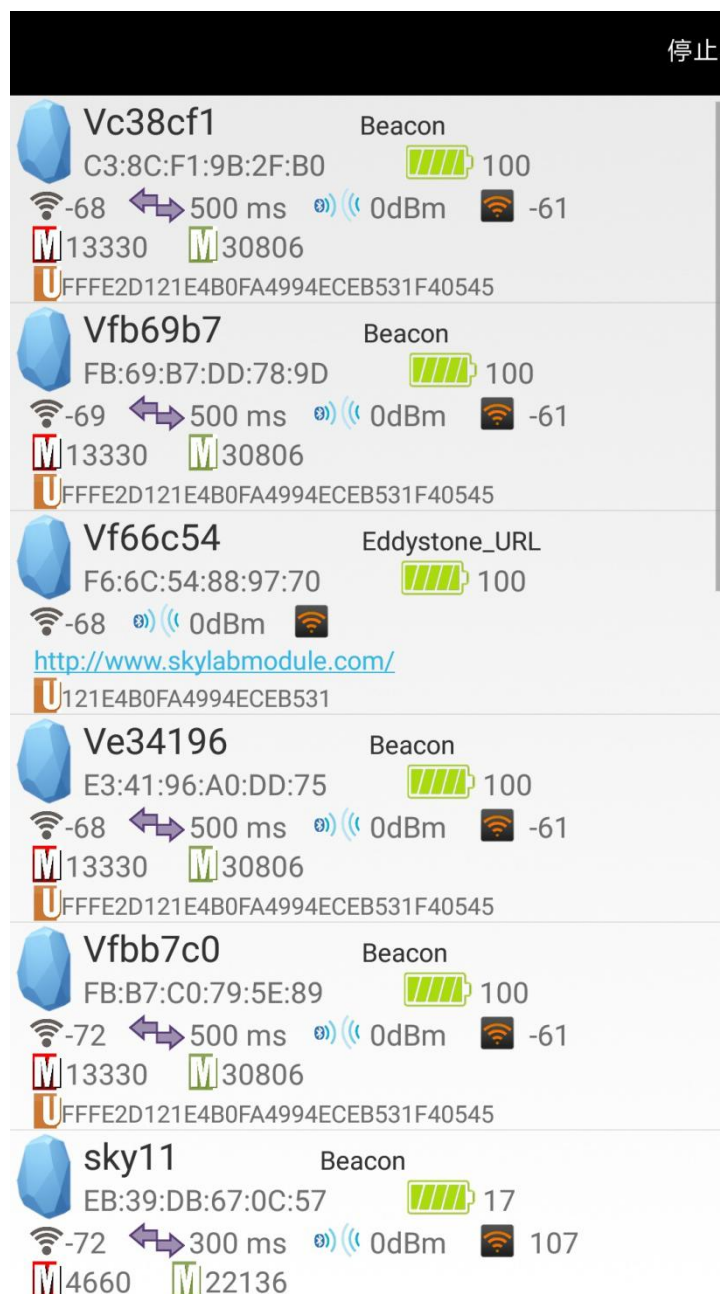 停止
Vc38cf1 Beacon
C3:8C:F1:9B:2F:B0 100
-68 500 ms 0dBm -61
M 13330 M 30806
U FFFE2D121E4B0FA4994ECEB531F40545
Vfb69b7 Beacon
FB:69:B7:DD:78:9D 100
-69 500 ms 0dBm -61
M 13330 M 30806
U FFFE2D121E4B0FA4994ECEB531F40545
Vf66c54 Eddystone_URL
F6:6C:54:88:97:70 100
-68 0dBm
http://www.skylabmodule.com/
U 121E4B0FA4994ECEB531
Ve34196 Beacon
E3:41:96:A0:DD:75 100
-68 500 ms 0dBm -61
M 13330 M 30806
U FFFE2D121E4B0FA4994ECEB531F40545
Vfbb7c0 Beacon
FB:B7:C0:79:5E:89 100
-72 500 ms 0dBm -61
M 13330 M 30806
U FFFE2D121E4B0FA4994ECEB531F40545
sky11 Beacon
EB:39:DB:67:0C:57 17
-72 300 ms 0dBm 107
M 4660 M 22136